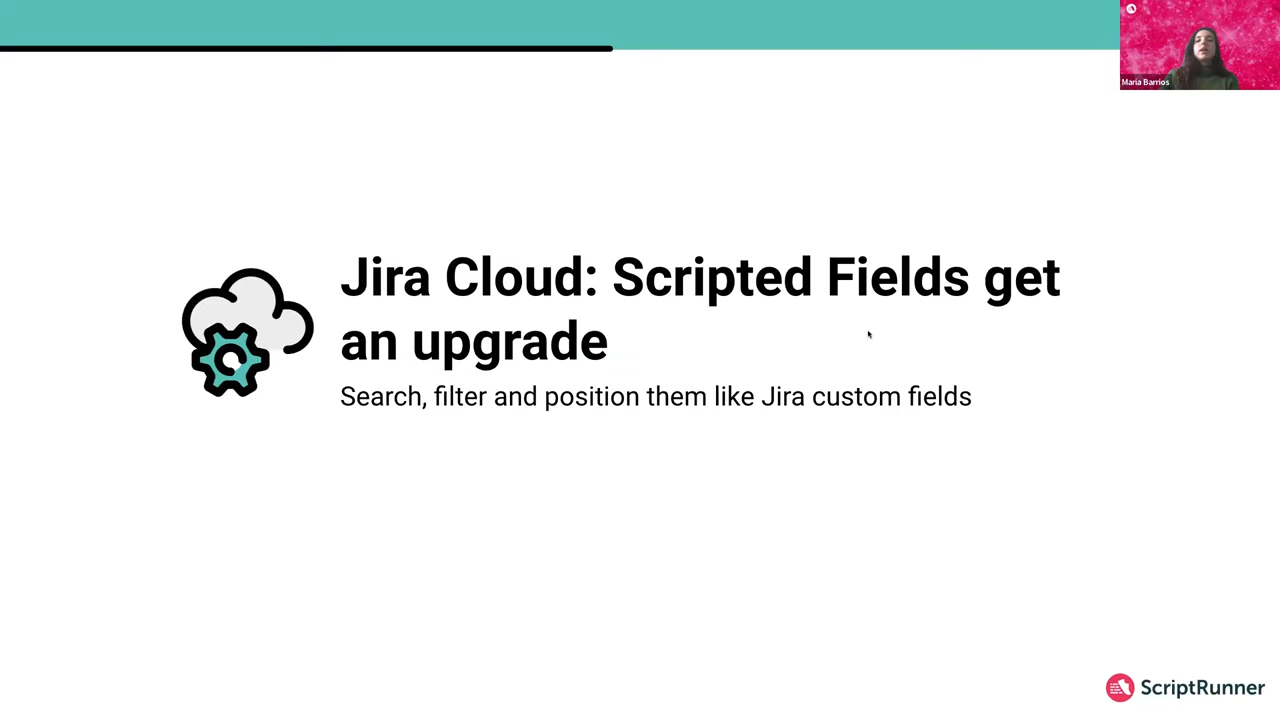 Maria Barrios
Jira Cloud: Scripted Fields get
an upgrade
Search, filter and position them like Jira custom fields
ScriptRunner